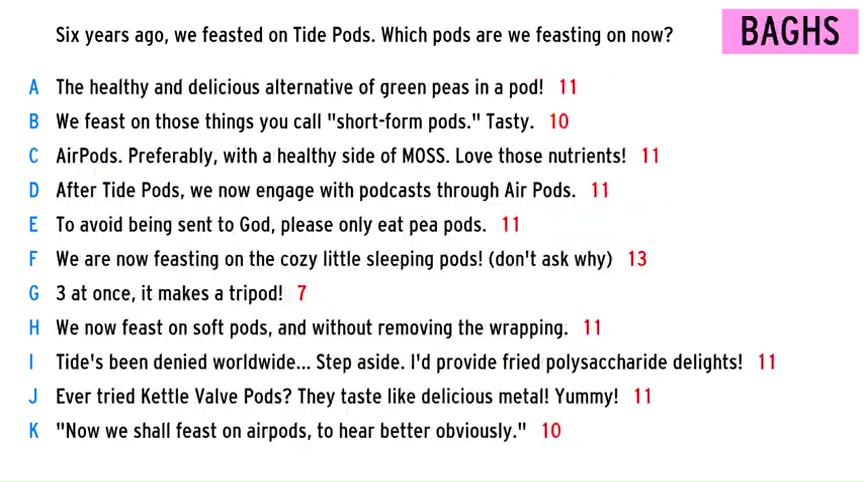 Six years ago, we feasted on Tide Pods. Which pods are we feasting on now?
BAGHS
A The healthy and delicious alternative of green peas in a pod! 11
B We feast on those things you call "short-form pods." Tasty. 10
C AirPods. Preferably, with a healthy side of MOSS. Love those nutrients! 11
D After Tide Pods, we now engage with podcasts through Air Pods. 11
E To avoid being sent to God, please only eat pea pods. 11
F We are now feasting on the cozy little sleeping pods! (don't ask why) 13
G 3 at once, it makes a tripod! 7
H We now feast on soft pods, and without removing the wrapping. 11
I Tide's been denied worldwide... Step aside. I'd provide fried polysaccharide delights! 11
J Ever tried Kettle Valve Pods? They taste like delicious metal! Yummy! 11
K "Now we shall feast on airpods, to hear better obviously." 10